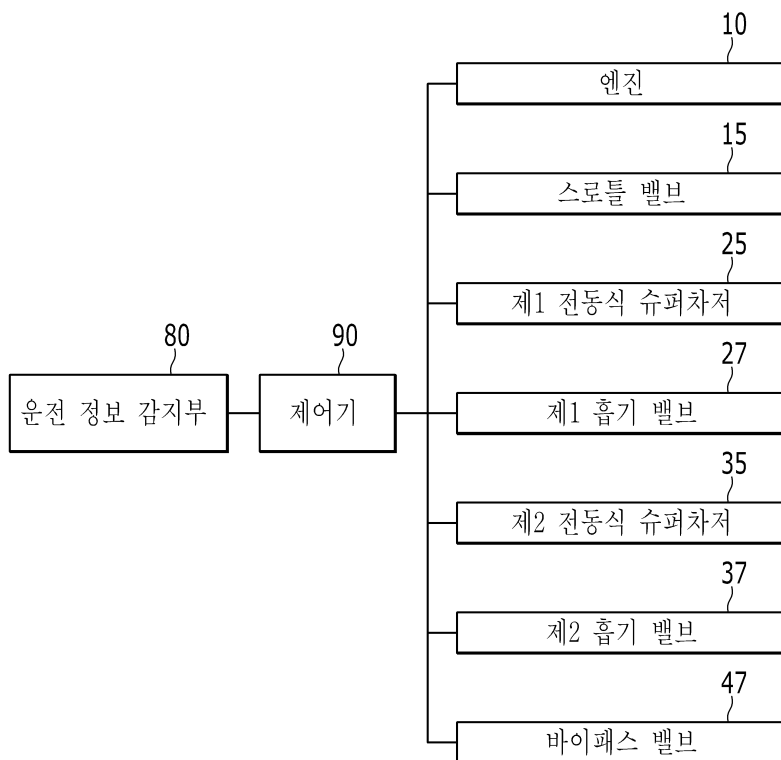 10
엔진
15
스로틀 밸브
25
제1 전동식 슈퍼차저
80
90
27
운전 정보 감지부
제어기
제1 흡기 밸브
35
제2 전동식 슈퍼차저
37
제2 흡기 밸브
47
바이패스 밸브